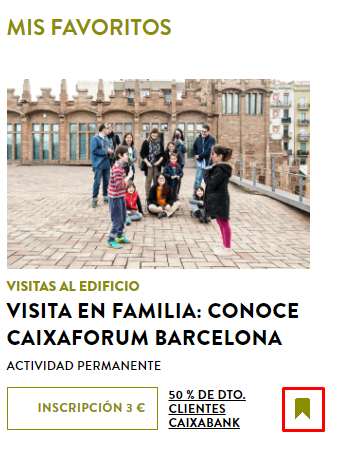 MIS FAVORITOS
VISITAS AL EDIFICIO
VISITA EN FAMILIA: CONOCE
CAIXAFORUM BARCELONA
ACTIVIDAD PERMANENTE
INSCRIPCIÓN 3 €
50 % DE DTO.
CLIENTES
CAIXABANK